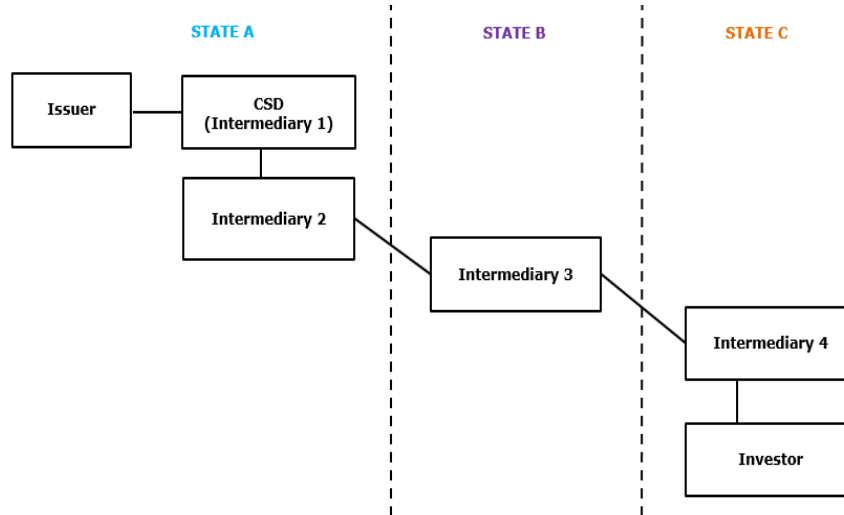 STATE A
STATE B
STATE C
Issuer
CSD
(Intermediary 1)
Intermediary 2
Intermediary 3
Intermediary 4
Investor